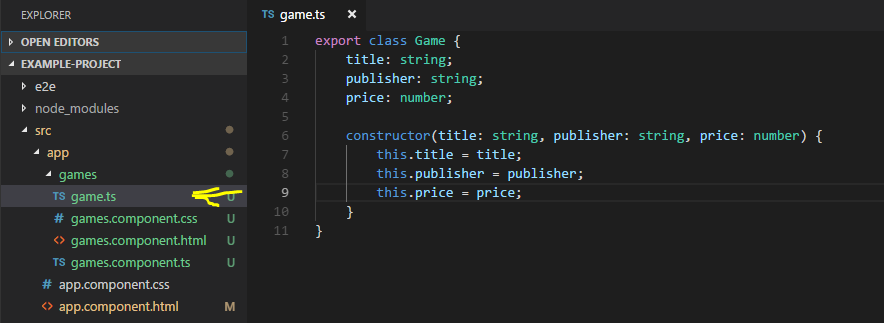 EXPLORER
OPEN EDITORS
EXAMPLE-PROJECT
e2e
node_modules
src
app
games
TS game.ts U
# games.component.css U
<> games.component.html U
TS games.component.ts U
# app.component.css
<> app.component.html M
TS game.ts ×
1 export class Game {
2     title: string;
3     publisher: string;
4     price: number;
5
6     constructor(title: string, publisher: string, price: number) {
7         this.title = title;
8         this.publisher = publisher;
9         this.price = price;
10     }
11 }